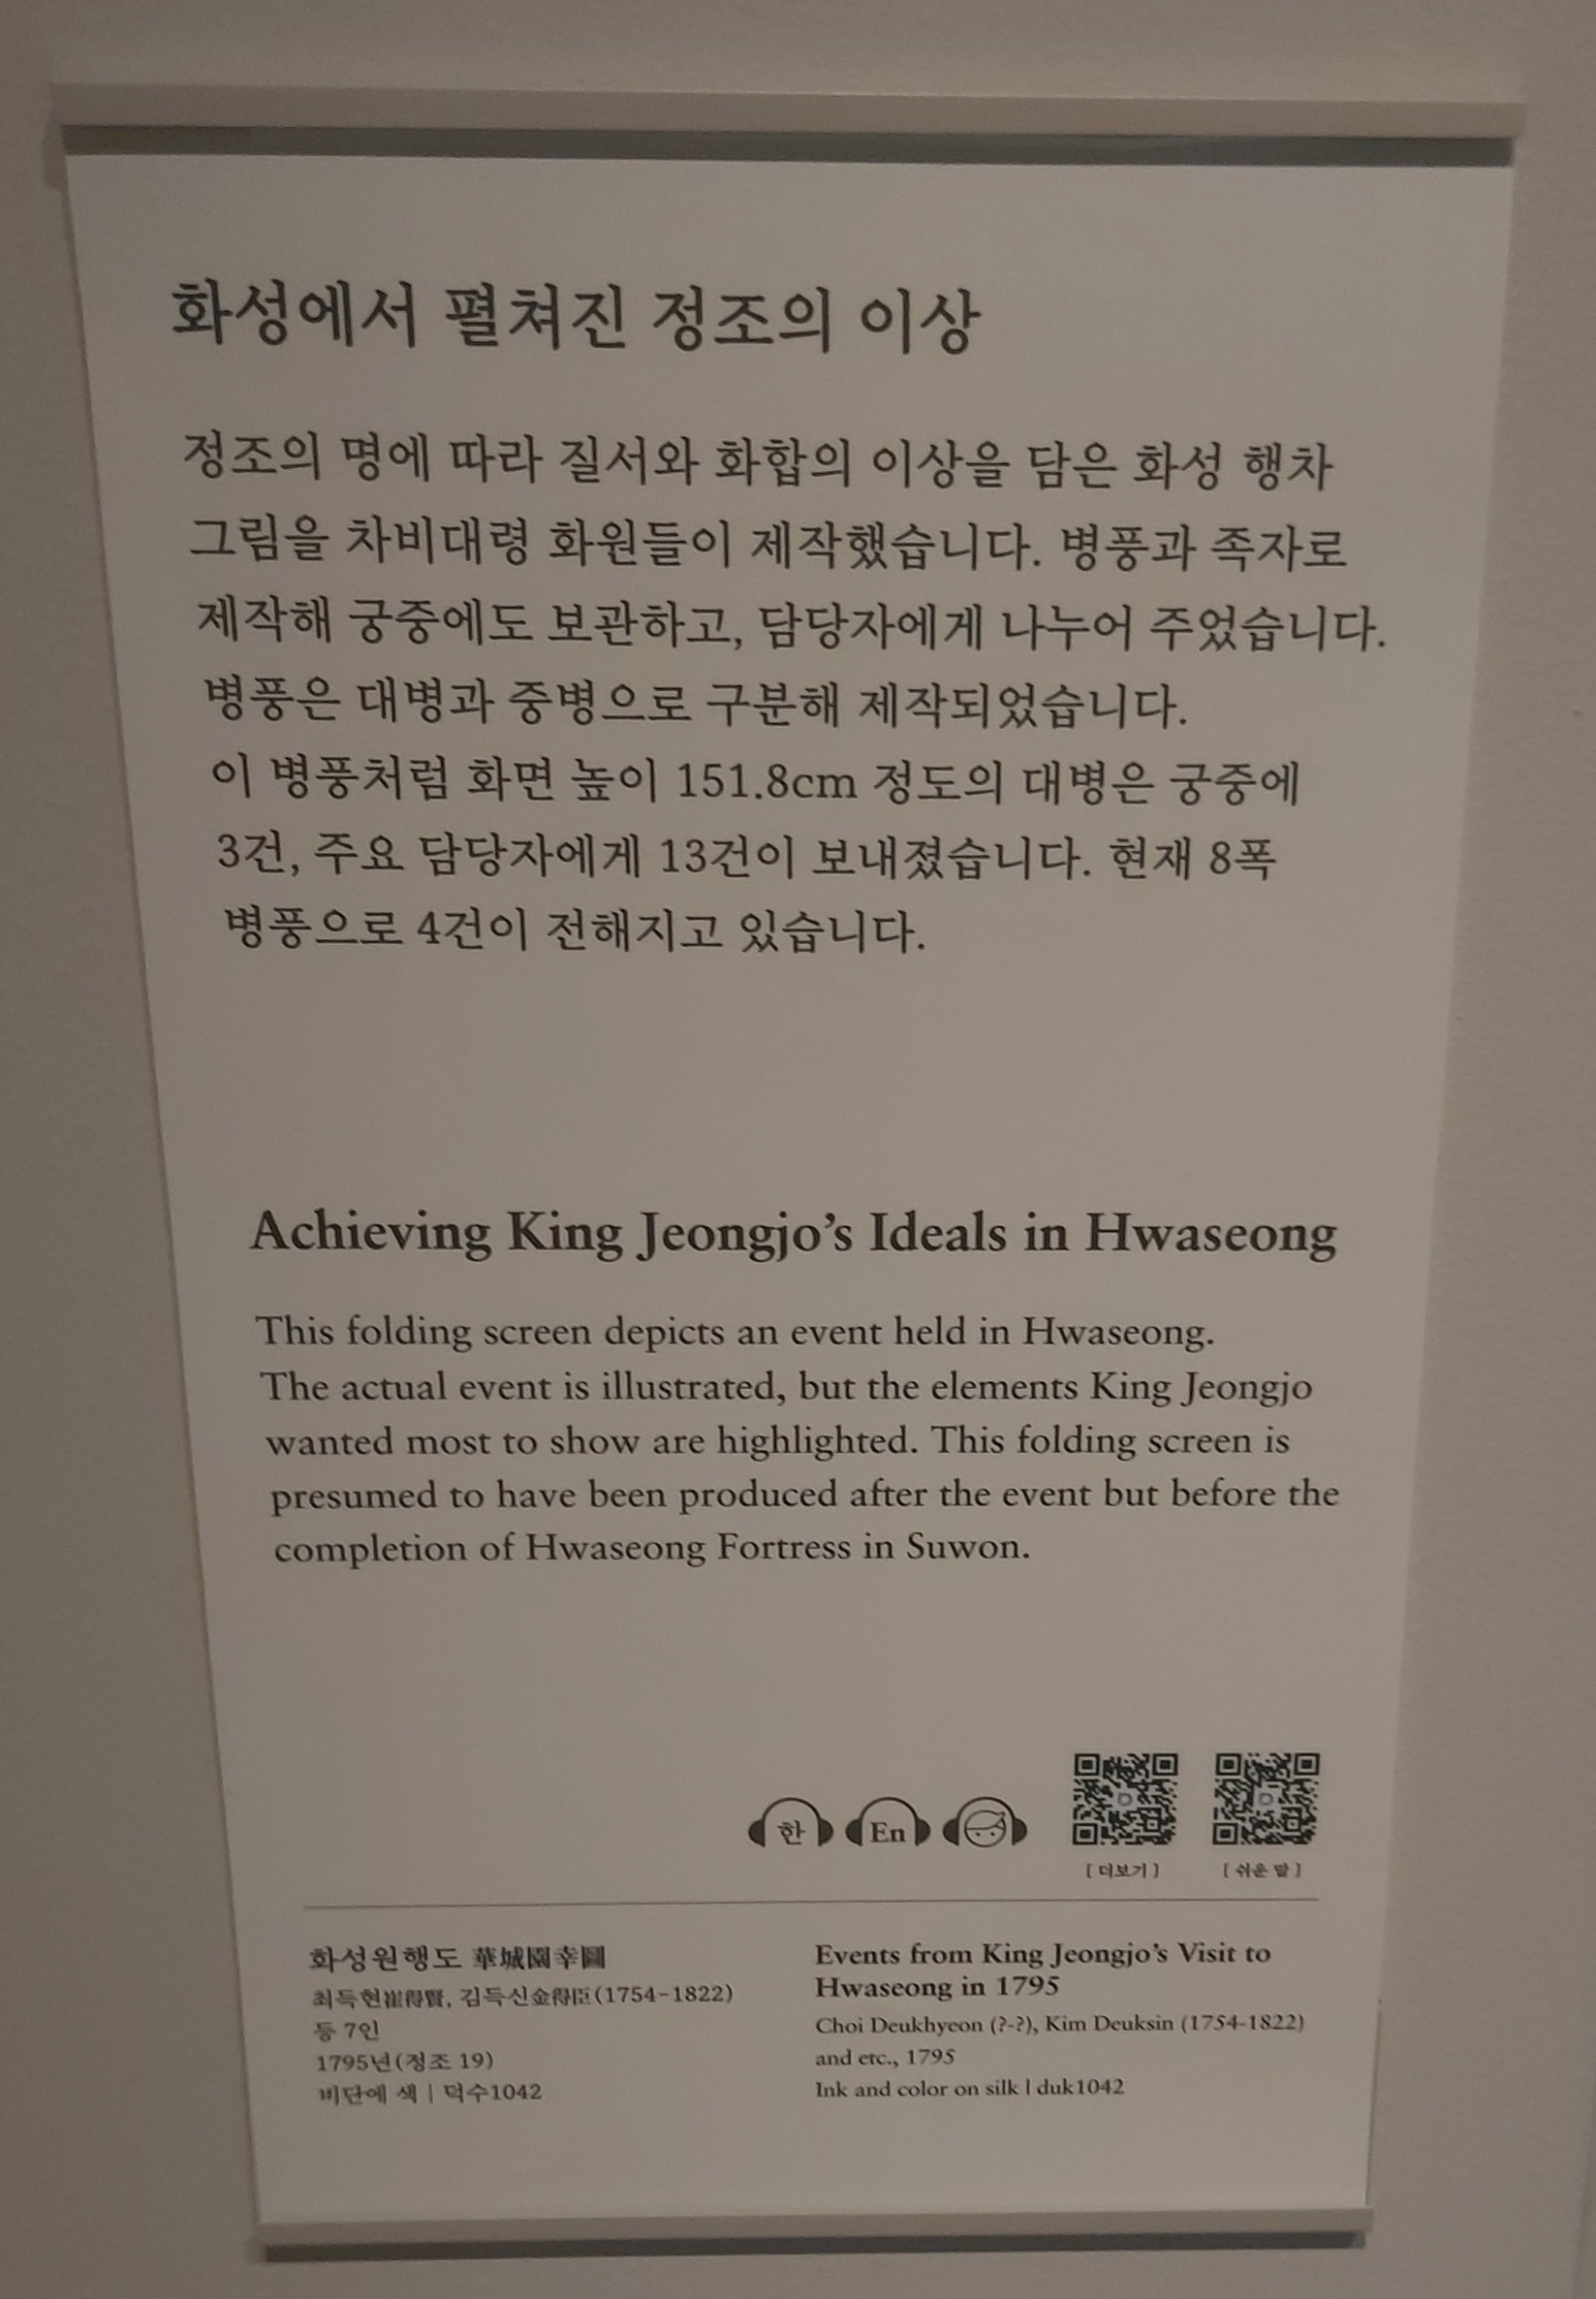 화성에서 펼쳐진 정조의 이상
정조의 명에 따라 질서와 화합의 이상을 담은 화성 행차
그림을 차비대령 화원들이 제작했습니다. 병풍과 족자로
제작해 궁중에도 보관하고, 담당자에게 나누어 주었습니다.
병풍은 대병과 중병으로 구분해 제작되었습니다.
이 병풍처럼 화면 높이 151.8cm 정도의 대병은 궁중에
3건, 주요 담당자에게 13건이 보내졌습니다. 현재 8폭
병풍으로 4건이 전해지고 있습니다.
Achieving King Jeongjo’s Ideals in Hwaseong
This folding screen depicts an event held in Hwaseong.
The actual event is illustrated, but the elements King Jeongjo
wanted most to show are highlighted. This folding screen is
presumed to have been produced after the event but before the
completion of Hwaseong Fortress in Suwon.
한 En
[ 더보기 ] [ 쉬운 말 ]
화성원행도 華城園幸圖
최득현崔得賢, 김득신金得臣(1754-1822)
등 7인
1795년(정조 19)
비단에 색 | 덕수1042
Events from King Jeongjo’s Visit to
Hwaseong in 1795
Choi Deukhyeon (?-?), Kim Deuksin (1754-1822)
and etc., 1795
Ink and color on silk | duk1042